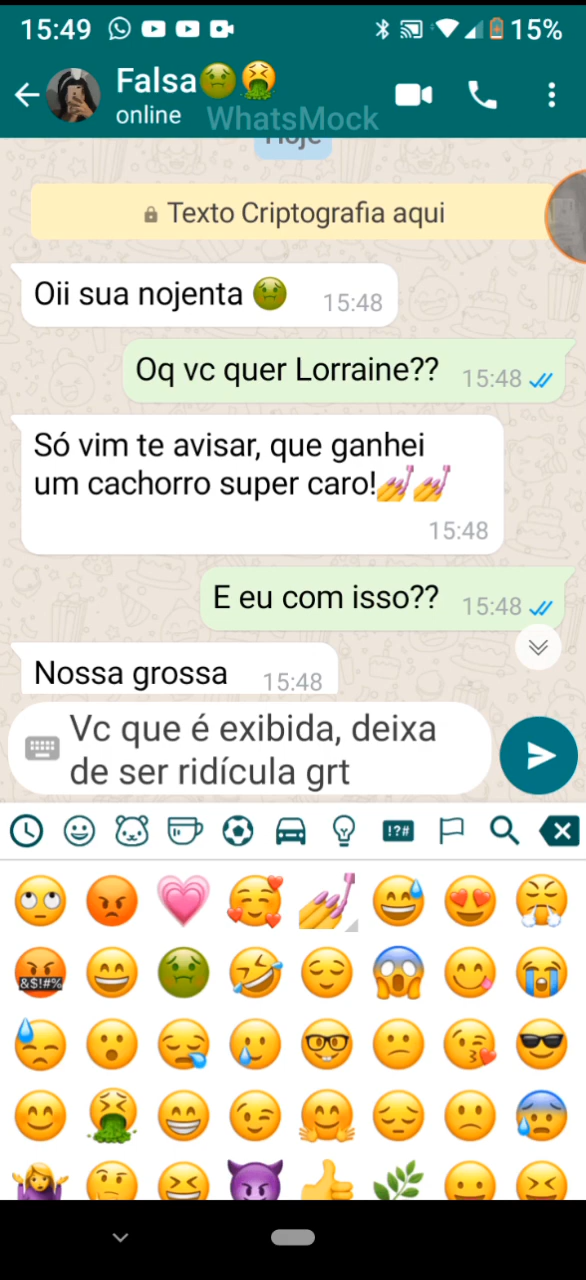 15:49
15%
Falsa🤢🤮
online
WhatsMock
Hoje
Texto Criptografia aqui
Oii sua nojenta 🤢 15:48
Oq vc quer Lorraine?? 15:48
Só vim te avisar, que ganhei
um cachorro super caro!💅💅
15:48
E eu com isso?? 15:48
Nossa grossa 15:48
Vc que é exibida, deixa
de ser ridícula grt
!?#
&$!#%